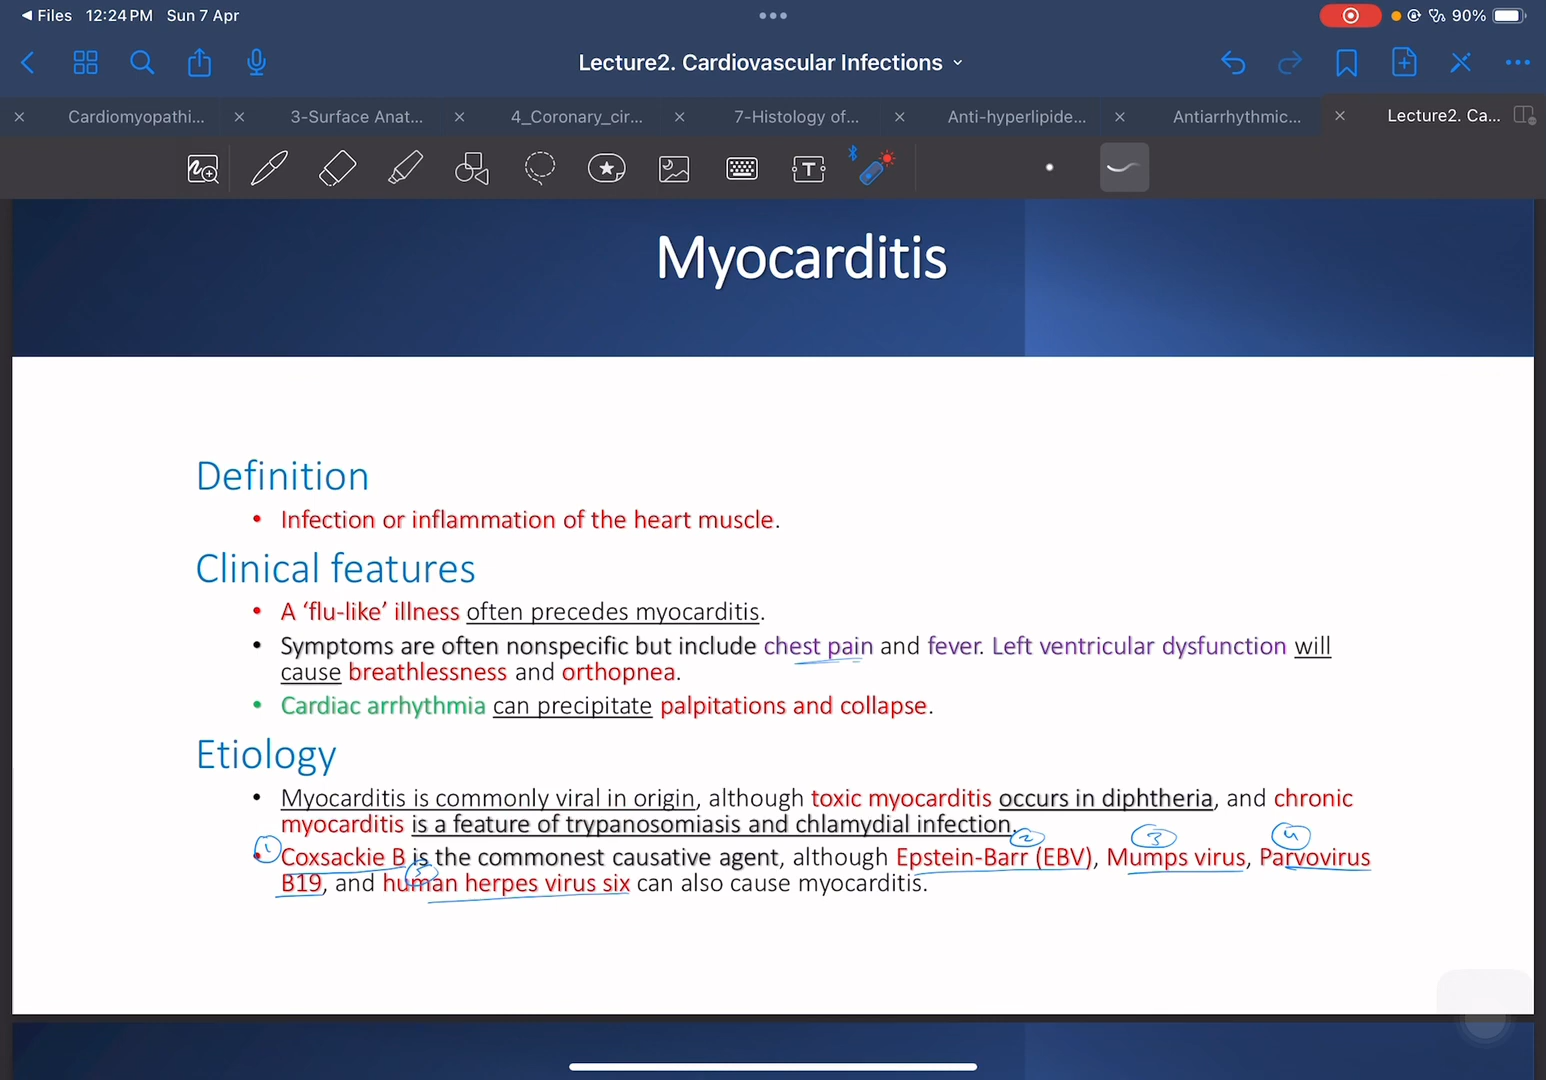 Files 12:24 PM Sun 7 Apr
90%
Lecture2. Cardiovascular Infections
Cardiomyopathi...
3-Surface Anat...
4_Coronary_cir...
7-Histology of...
Anti-hyperlipide...
Antiarrhythmic...
Lecture2. Ca...
T
Myocarditis
Definition
• Infection or inflammation of the heart muscle.
Clinical features
• A ‘flu-like’ illness often precedes myocarditis.
• Symptoms are often nonspecific but include chest pain and fever. Left ventricular dysfunction will
cause breathlessness and orthopnea.
• Cardiac arrhythmia can precipitate palpitations and collapse.
Etiology
• Myocarditis is commonly viral in origin, although toxic myocarditis occurs in diphtheria, and chronic
myocarditis is a feature of trypanosomiasis and chlamydial infection.
1 2 3 4
• Coxsackie B is the commonest causative agent, although Epstein-Barr (EBV), Mumps virus, Parvovirus
5
B19, and human herpes virus six can also cause myocarditis.